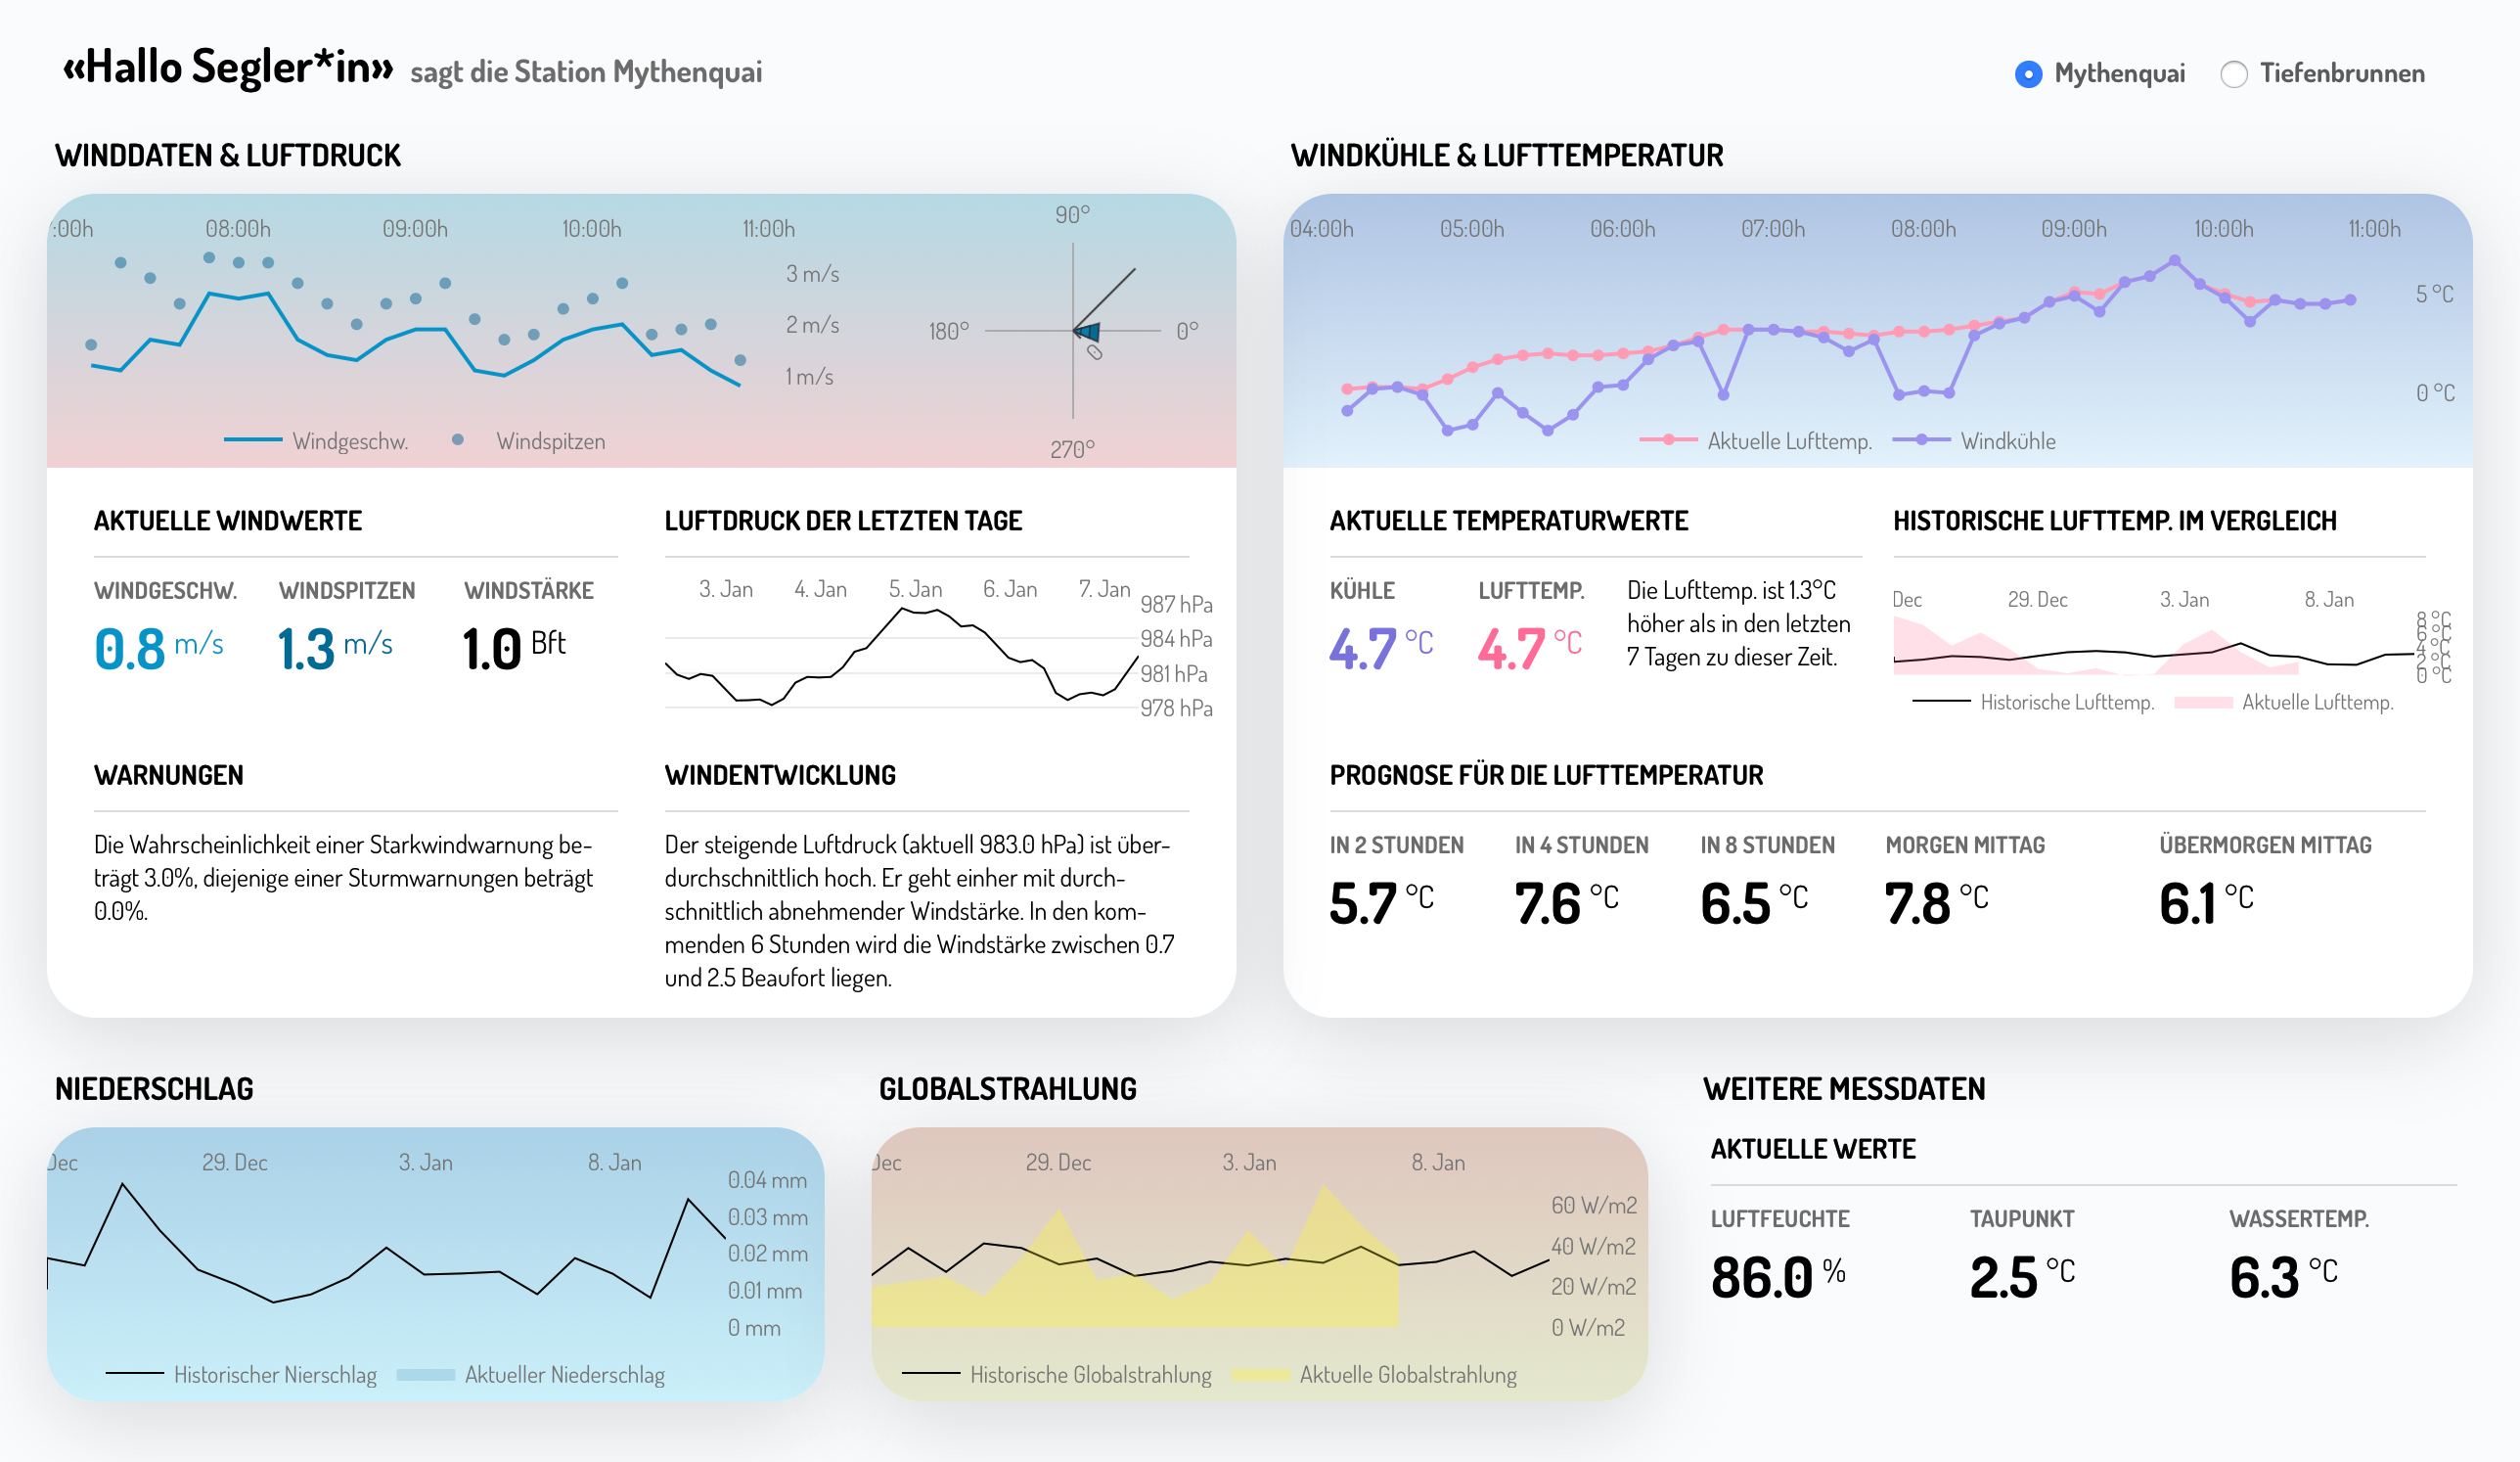 «Hallo Segler*in» sagt die Station Mythenquai
Mythenquai Tiefenbrunnen
WINDDATEN & LUFTDRUCK
:00h 08:00h 09:00h 10:00h 11:00h
3 m/s
2 m/s
1 m/s
90°
180° 0°
0
270°
Windgeschw. Windspitzen
AKTUELLE WINDWERTE
WINDGESCHW. WINDSPITZEN WINDSTÄRKE
0.8 m/s 1.3 m/s 1.0 Bft
LUFTDRUCK DER LETZTEN TAGE
3. Jan 4. Jan 5. Jan 6. Jan 7. Jan
987 hPa
984 hPa
981 hPa
978 hPa
WARNUNGEN
Die Wahrscheinlichkeit einer Starkwindwarnung be-
trägt 3.0%, diejenige einer Sturmwarnungen beträgt
0.0%.
WINDENTWICKLUNG
Der steigende Luftdruck (aktuell 983.0 hPa) ist über-
durchschnittlich hoch. Er geht einher mit durch-
schnittlich abnehmender Windstärke. In den kom-
menden 6 Stunden wird die Windstärke zwischen 0.7
und 2.5 Beaufort liegen.
WINDKÜHLE & LUFTTEMPERATUR
04:00h 05:00h 06:00h 07:00h 08:00h 09:00h 10:00h 11:00h
5 °C
0 °C
Aktuelle Lufttemp. Windkühle
AKTUELLE TEMPERATURWERTE
KÜHLE LUFTTEMP.
4.7 °C 4.7 °C
Die Lufttemp. ist 1.3°C
höher als in den letzten
7 Tagen zu dieser Zeit.
HISTORISCHE LUFTTEMP. IM VERGLEICH
Dec 29. Dec 3. Jan 8. Jan
8 °C
6 °C
4 °C
2 °C
0 °C
Historische Lufttemp. Aktuelle Lufttemp.
PROGNOSE FÜR DIE LUFTTEMPERATUR
IN 2 STUNDEN IN 4 STUNDEN IN 8 STUNDEN MORGEN MITTAG ÜBERMORGEN MITTAG
5.7 °C 7.6 °C 6.5 °C 7.8 °C 6.1 °C
NIEDERSCHLAG
Dec 29. Dec 3. Jan 8. Jan
0.04 mm
0.03 mm
0.02 mm
0.01 mm
0 mm
Historischer Nierschlag Aktueller Niederschlag
GLOBALSTRAHLUNG
Dec 29. Dec 3. Jan 8. Jan
60 W/m2
40 W/m2
20 W/m2
0 W/m2
Historische Globalstrahlung Aktuelle Globalstrahlung
WEITERE MESSDATEN
AKTUELLE WERTE
LUFTFEUCHTE TAUPUNKT WASSERTEMP.
86.0 % 2.5 °C 6.3 °C